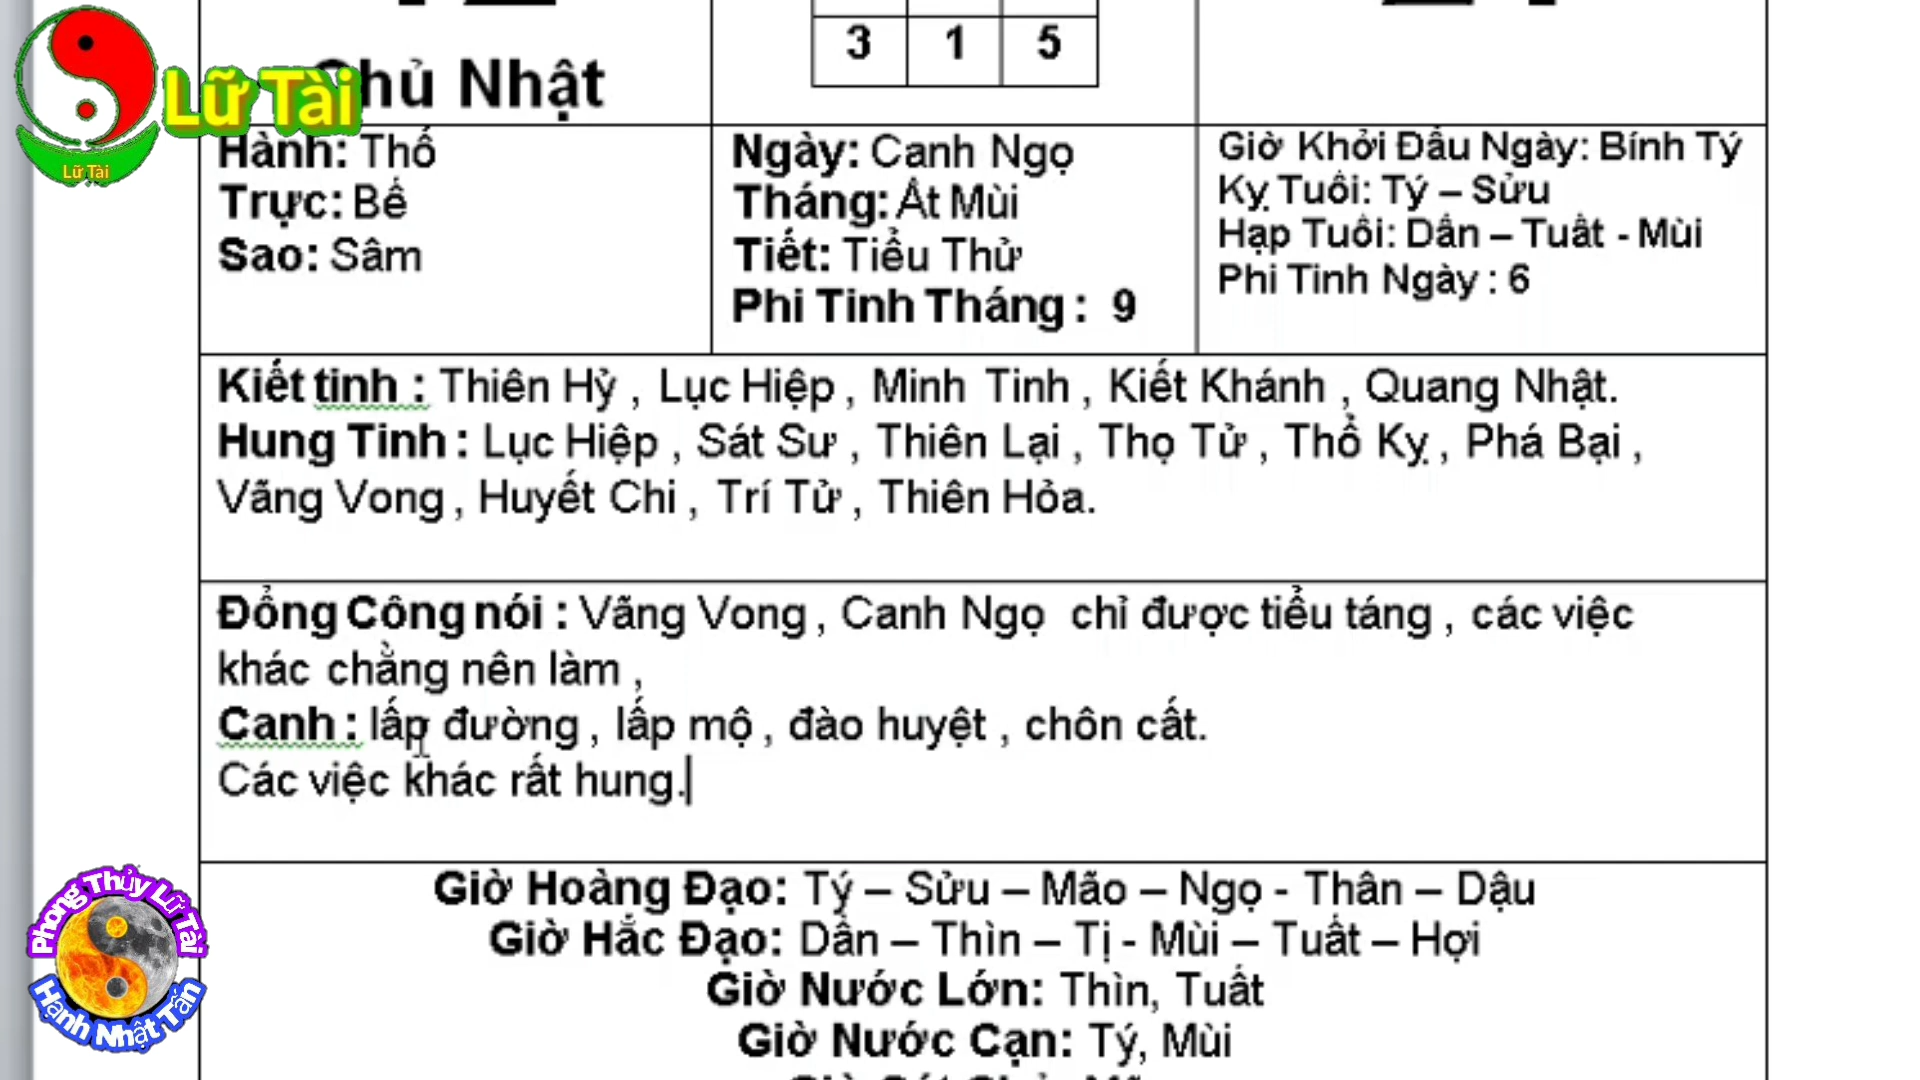 3 1 5
Chủ Nhật
Lữ Tài
Lữ Tài
Hành: Thổ
Trực: Bế
Sao: Sâm
Ngày: Canh Ngọ
Tháng: Ất Mùi
Tiết: Tiểu Thử
Phi Tinh Tháng : 9
Giờ Khởi Đầu Ngày: Bính Tý
Kỵ Tuổi: Tý – Sửu
Hạp Tuổi: Dần – Tuất - Mùi
Phi Tinh Ngày : 6
Kiết tinh : Thiên Hỷ , Lục Hiệp , Minh Tinh , Kiết Khánh , Quang Nhật.
Hung Tinh : Lục Hiệp , Sát Sư , Thiên Lại , Thọ Tử , Thổ Kỵ , Phá Bại ,
Vãng Vong , Huyết Chi , Trí Tử , Thiên Hỏa.
Đổng Công nói : Vãng Vong , Canh Ngọ chỉ được tiểu táng , các việc
khác chẳng nên làm ,
Canh : lấp đường , lấp mộ , đào huyệt , chôn cất.
Các việc khác rất hung.
Giờ Hoàng Đạo: Tý – Sửu – Mão – Ngọ - Thân – Dậu
Giờ Hắc Đạo: Dần – Thìn – Tị - Mùi – Tuất – Hợi
Giờ Nước Lớn: Thìn, Tuất
Giờ Nước Cạn: Tý, Mùi
Phong Thủy Lữ Tài
Hạnh Nhật Tấn